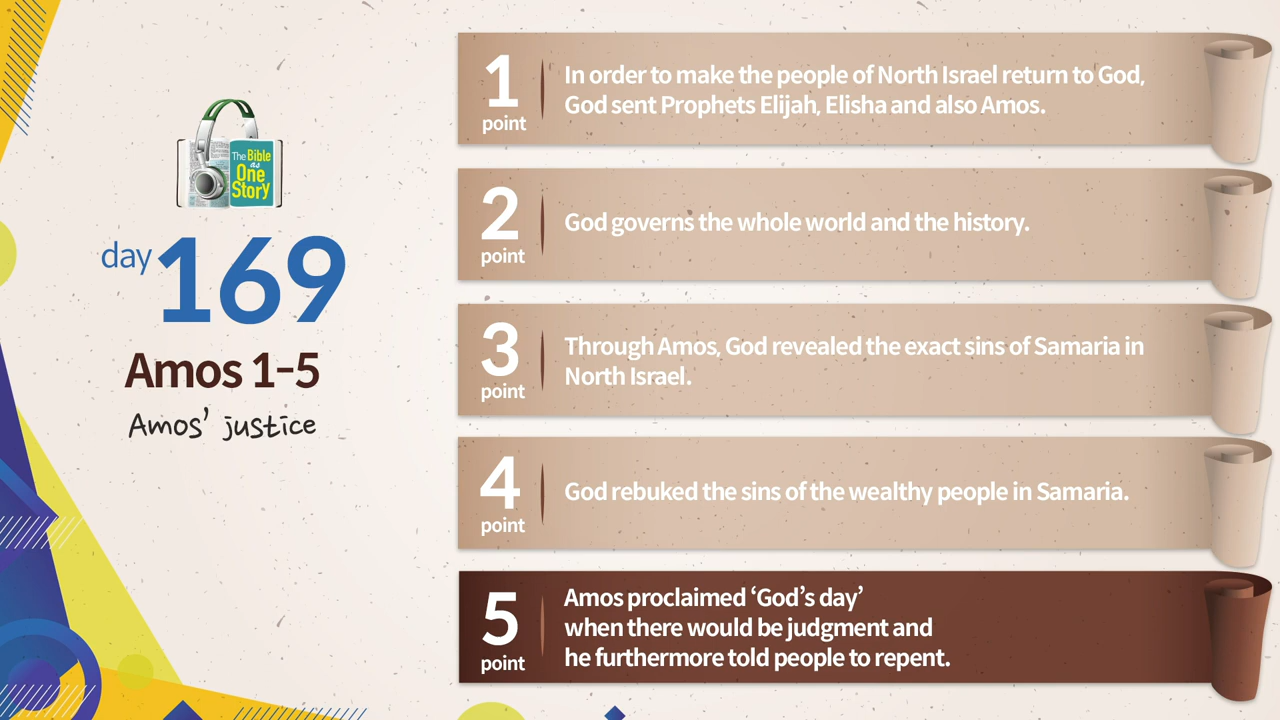 The Bible
as
One
Story
day 169
Amos 1-5
Amos' justice
1
point
In order to make the people of North Israel return to God,
God sent Prophets Elijah, Elisha and also Amos.
2
point
God governs the whole world and the history.
3
point
Through Amos, God revealed the exact sins of Samaria in
North Israel.
4
point
God rebuked the sins of the wealthy people in Samaria.
5
point
Amos proclaimed ‘God’s day’
when there would be judgment and
he furthermore told people to repent.